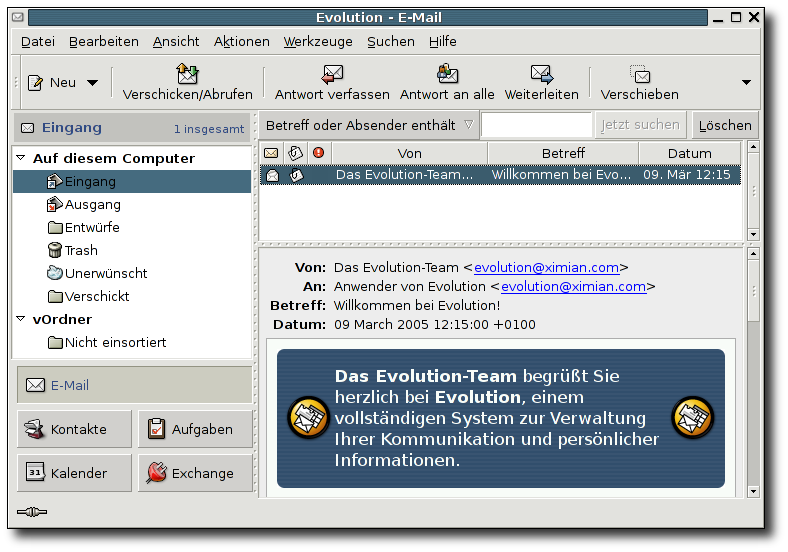 Evolution - E-Mail
Datei Bearbeiten Ansicht Aktionen Werkzeuge Suchen Hilfe
Neu Verschicken/Abrufen Antwort verfassen Antwort an alle Weiterleiten Verschieben
Eingang 1 insgesamt
Betreff oder Absender enthält Jetzt suchen Löschen
Auf diesem Computer
Eingang
Ausgang
Entwürfe
Trash
Unerwünscht
Verschickt
vOrdner
Nicht einsortiert
E-Mail
Kontakte Aufgaben
31 Kalender Exchange
Von Betreff Datum
Das Evolution-Team... Willkommen bei Evo... 09. Mär 12:15
Von: Das Evolution-Team <evolution@ximian.com>
An: Anwender von Evolution <evolution@ximian.com>
Betreff: Willkommen bei Evolution!
Datum: 09 March 2005 12:15:00 +0100
Das Evolution-Team begrüßt Sie
herzlich bei Evolution, einem
vollständigen System zur Verwaltung
Ihrer Kommunikation und persönlicher
Informationen.